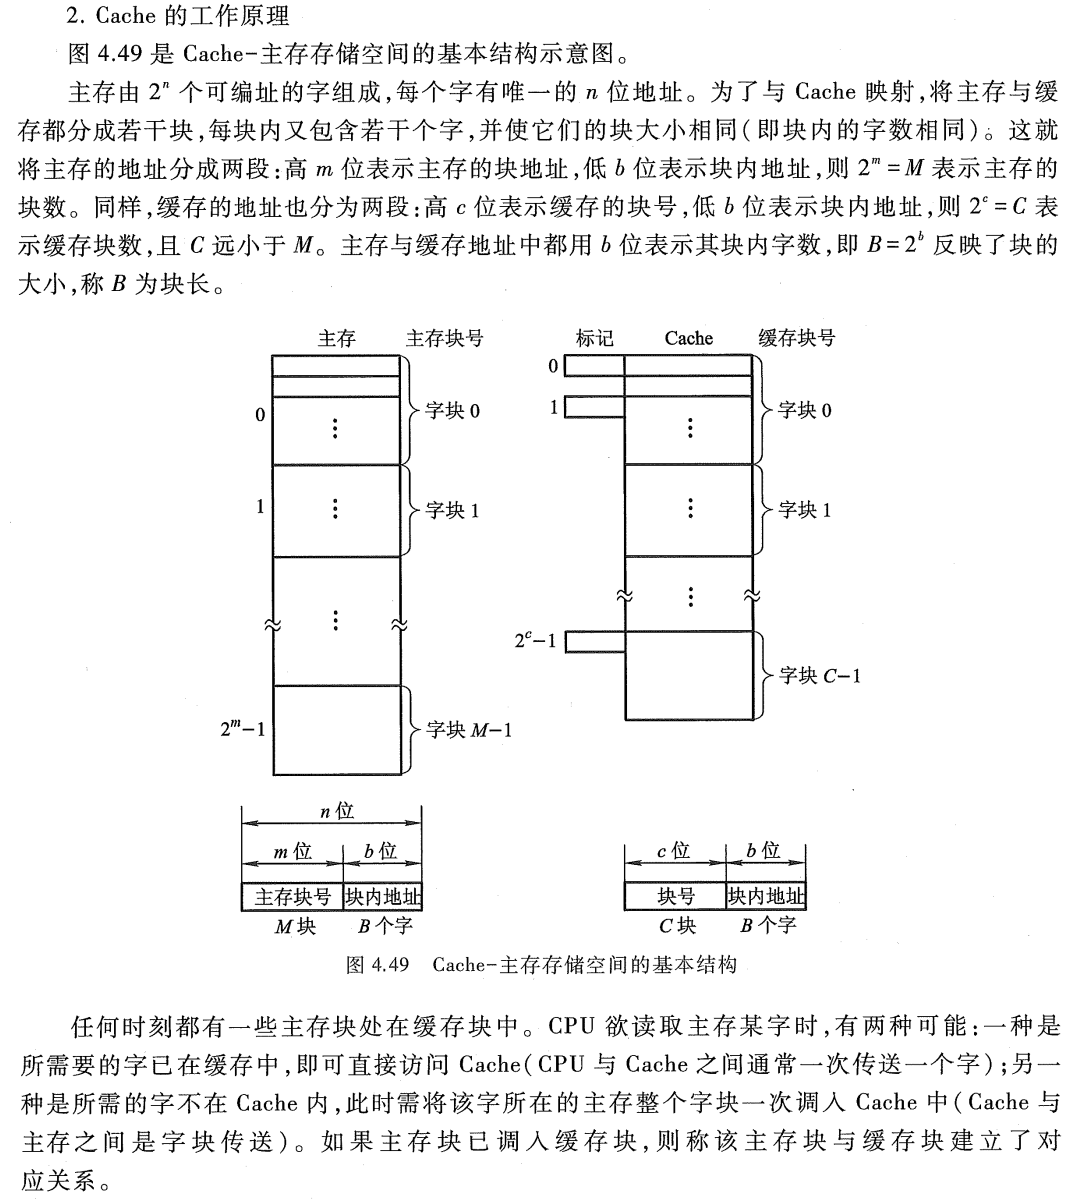 2. Cache 的工作原理
图 4.49 是 Cache-主存存储空间的基本结构示意图。
主存由 2ⁿ 个可编址的字组成,每个字有唯一的 n 位地址。为了与 Cache 映射,将主存与缓
存都分成若干块,每块内又包含若干个字,并使它们的块大小相同(即块内的字数相同)。这就
将主存的地址分成两段:高 m 位表示主存的块地址,低 b 位表示块内地址,则 2ᵐ=M 表示主存的
块数。同样,缓存的地址也分为两段:高 c 位表示缓存的块号,低 b 位表示块内地址,则 2ᶜ=C 表
示缓存块数,且 C 远小于 M。主存与缓存地址中都用 b 位表示其块内字数,即 B=2ᵇ 反映了块的
大小,称 B 为块长。
主存 主存块号 标记 Cache 缓存块号
0
0 字块 0 1 字块 0
1 字块 1 字块 1
2ᶜ-1
字块 C-1
2ᵐ-1 字块 M-1
n 位
m 位 b 位 c 位 b 位
主存块号 块内地址 块号 块内地址
M 块 B 个字 C 块 B 个字
图 4.49 Cache-主存存储空间的基本结构
任何时刻都有一些主存块处在缓存块中。CPU 欲读取主存某字时,有两种可能:一种是
所需要的字已在缓存中,即可直接访问 Cache(CPU 与 Cache 之间通常一次传送一个字);另一
种是所需的字不在 Cache 内,此时需将该字所在的主存整个字块一次调入 Cache 中(Cache 与
主存之间是字块传送)。如果主存块已调入缓存块,则称该主存块与缓存块建立了对
应关系。